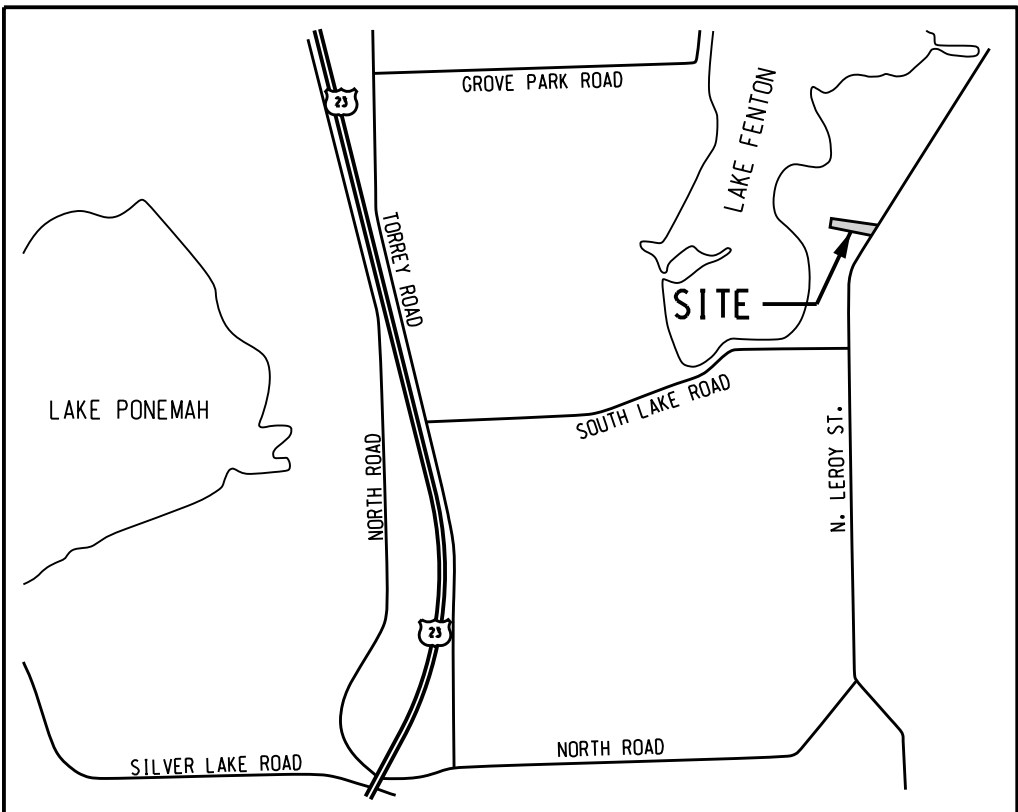 GROVE PARK ROAD
23
LAKE FENTON
TORREY ROAD
SITE
LAKE PONEMAH
SOUTH LAKE ROAD
NORTH ROAD
N. LEROY ST.
23
NORTH ROAD
SILVER LAKE ROAD